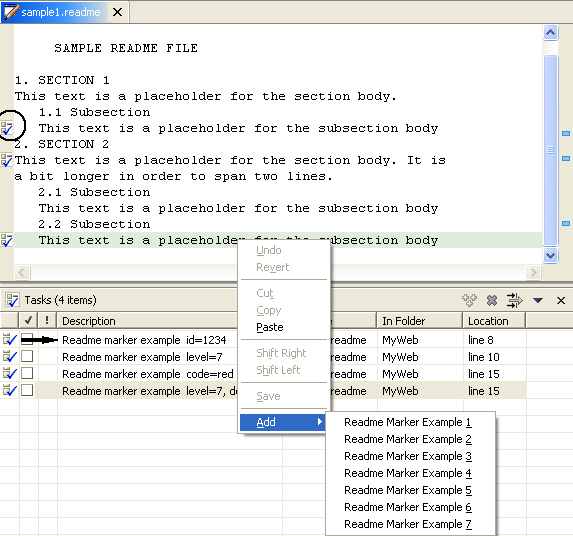 sample1.readme
SAMPLE README FILE
1. SECTION 1
This text is a placeholder for the section body.
1.1 Subsection
This text is a placeholder for the subsection body
2. SECTION 2
This text is a placeholder for the section body. It is
a bit longer in order to span two lines.
2.1 Subsection
This text is a placeholder for the subsection body
2.2 Subsection
This text is a placeholder for the subsection body
Undo
Revert
Cut
Copy
Paste
Shift Right
Shift Left
Save
Add
Readme Marker Example 1
Readme Marker Example 2
Readme Marker Example 3
Readme Marker Example 4
Readme Marker Example 5
Readme Marker Example 6
Readme Marker Example 7
Tasks (4 items)
! Description In Folder Location
Readme marker example id=1234 readme MyWeb line 8
Readme marker example level=7 readme MyWeb line 10
Readme marker example code=red readme MyWeb line 15
Readme marker example level=7, readme MyWeb line 15